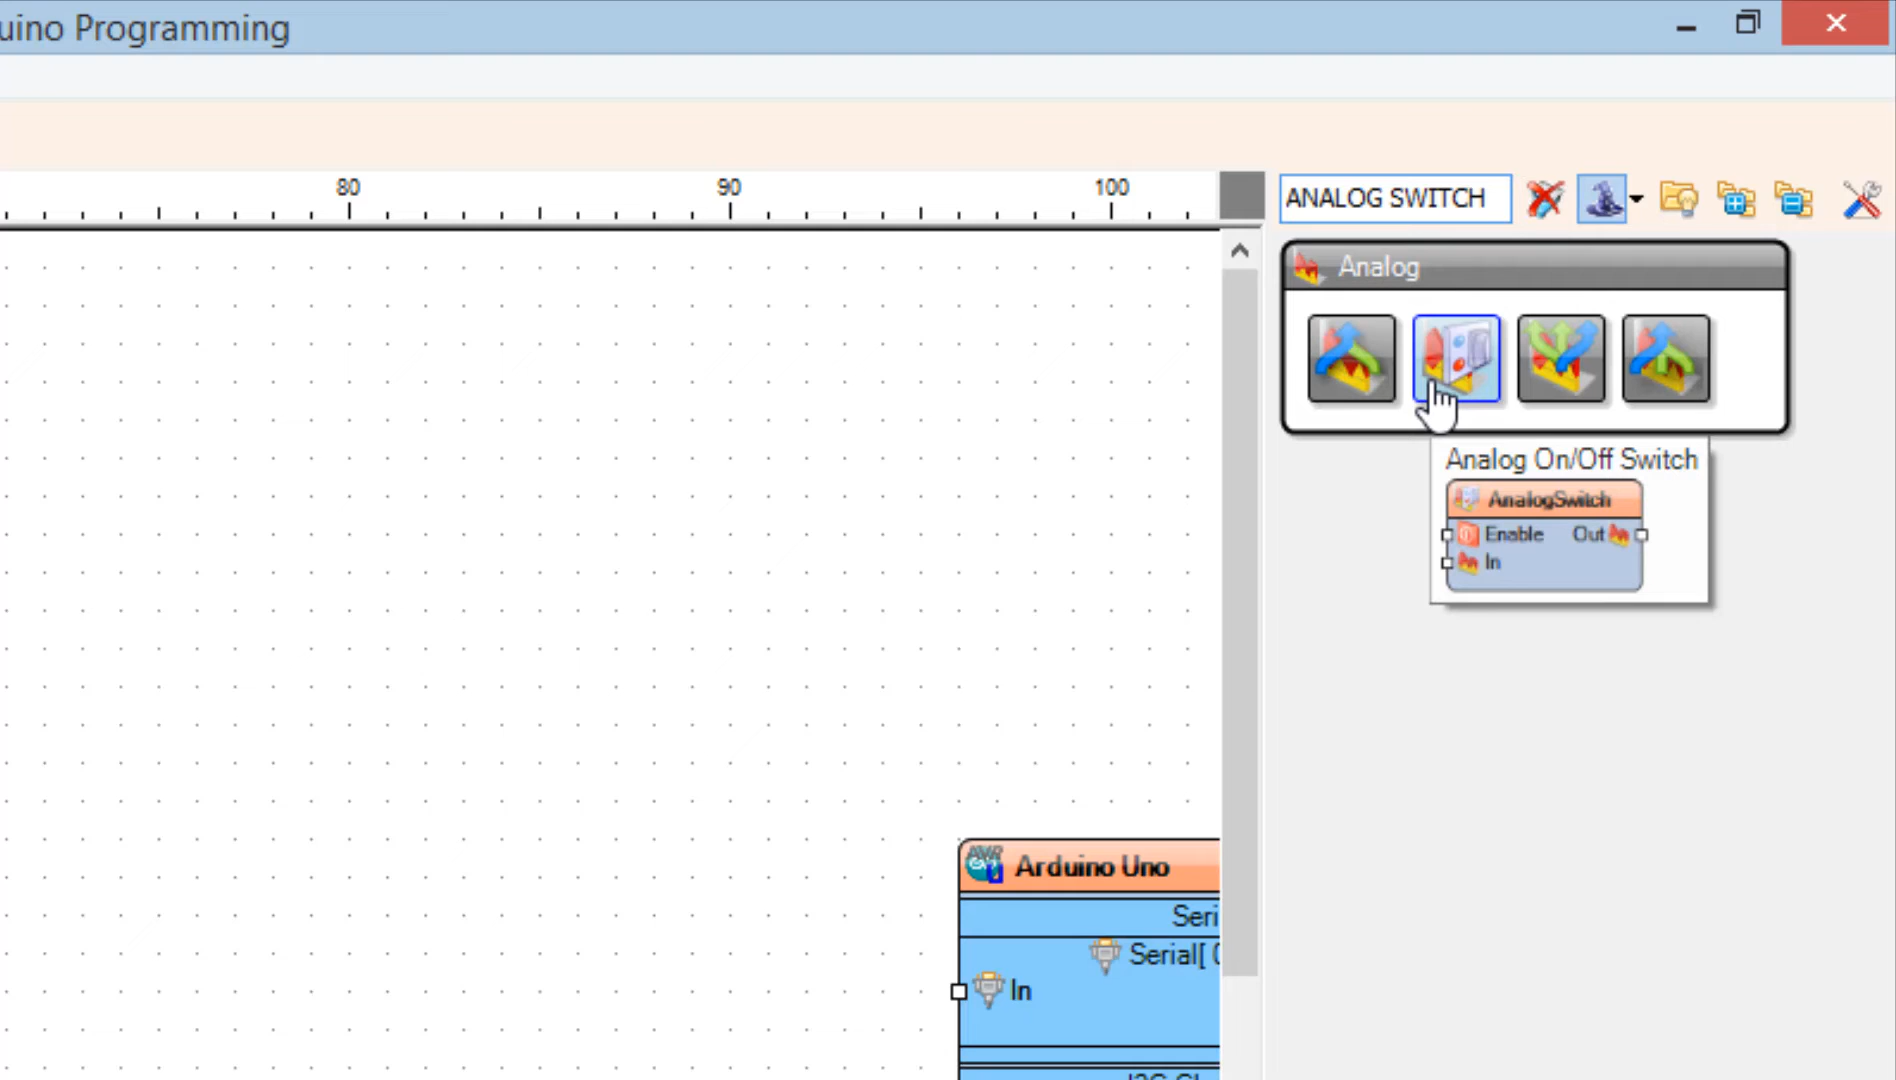 uino Programming
80 90 100
ANALOG SWITCH
Analog
Analog On/Off Switch
AnalogSwitch
Enable Out
In
Arduino Uno
Seri
Serial[ 0
In